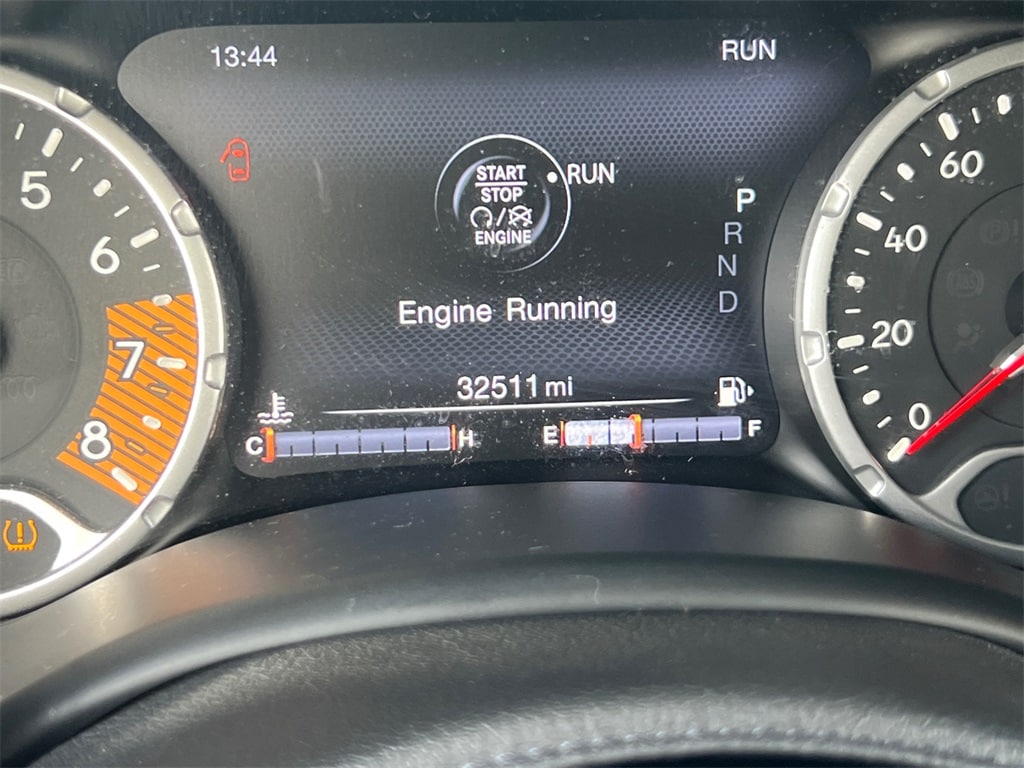 13:44
RUN
START
STOP
ENGINE
RUN
P
R
N
D
Engine Running
32511 mi
C
H
E
F
5
6
7
8
60
40
20
0